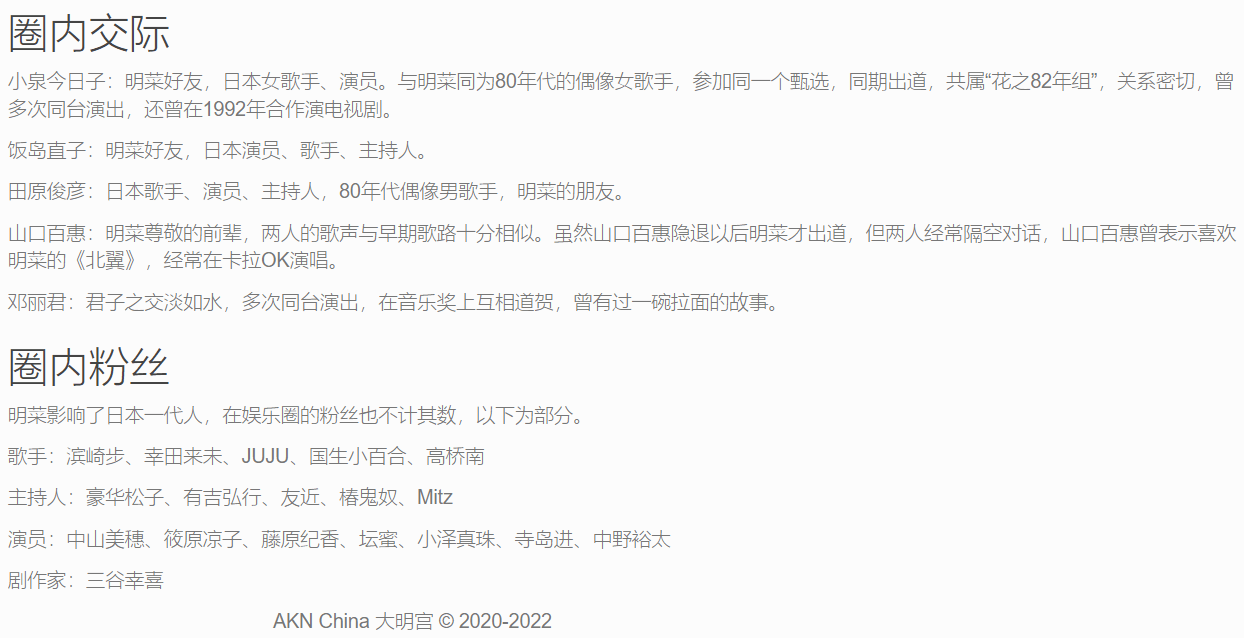 圈内交际
小泉今日子：明菜好友，日本女歌手、演员。与明菜同为80年代的偶像女歌手，参加同一个甄选，同期出道，共属“花之82年组”，关系密切，曾
多次同台演出，还曾在1992年合作演电视剧。
饭岛直子：明菜好友，日本演员、歌手、主持人。
田原俊彦：日本歌手、演员、主持人，80年代偶像男歌手，明菜的朋友。
山口百惠：明菜尊敬的前辈，两人的歌声与早期歌路十分相似。虽然山口百惠隐退以后明菜才出道，但两人经常隔空对话，山口百惠曾表示喜欢
明菜的《北翼》，经常在卡拉OK演唱。
邓丽君：君子之交淡如水，多次同台演出，在音乐奖上互相道贺，曾有过一碗拉面的故事。
圈内粉丝
明菜影响了日本一代人，在娱乐圈的粉丝也不计其数，以下为部分。
歌手：滨崎步、幸田来未、JUJU、国生小百合、高桥南
主持人：豪华松子、有吉弘行、友近、椿鬼奴、Mitz
演员：中山美穗、筱原凉子、藤原纪香、坛蜜、小泽真珠、寺岛进、中野裕太
剧作家：三谷幸喜
AKN China 大明宫 © 2020-2022